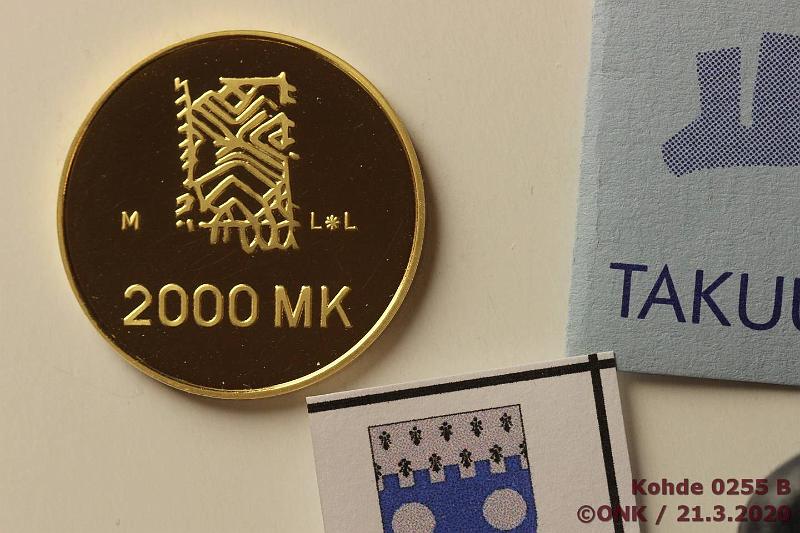 M L*L
2000 MK
TAKUU
Kohde 0255 B
©ONK / 21.3.2020